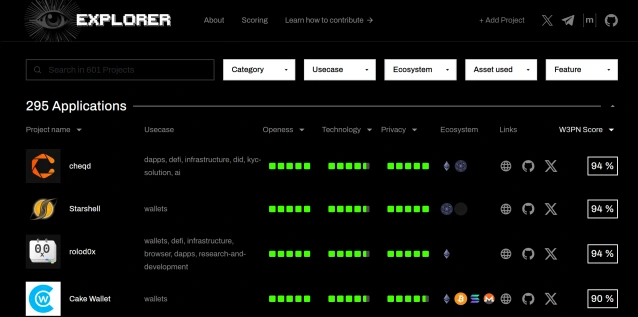 EXPLORER
About Scoring Learn how to contribute → + Add Project
Search in 601 Projects Category Usecase Ecosystem Asset used Feature
295 Applications
Project name Usecase Openess Technology Privacy Ecosystem Links W3PN Score
cheqd dapps, defi, infrastructure, did, kyc-
solution, ai
94 %
Starshell wallets 94 %
rolod0x wallets, defi, infrastructure,
browser, dapps, research-and-
development
94 %
Cake Wallet wallets 90 %